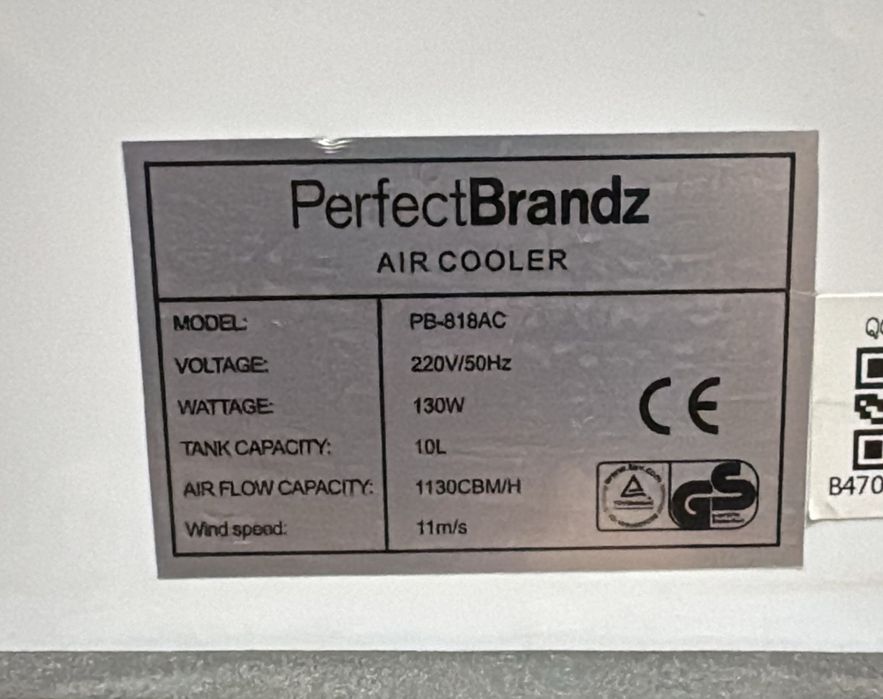 PerfectBrandz
AIR COOLER
MODEL: PB-818AC
VOLTAGE: 220V/50Hz
WATTAGE: 130W
TANK CAPACITY: 10L
AIR FLOW CAPACITY: 1130CBM/H
Wind speed: 11m/s
CE
GS
B470